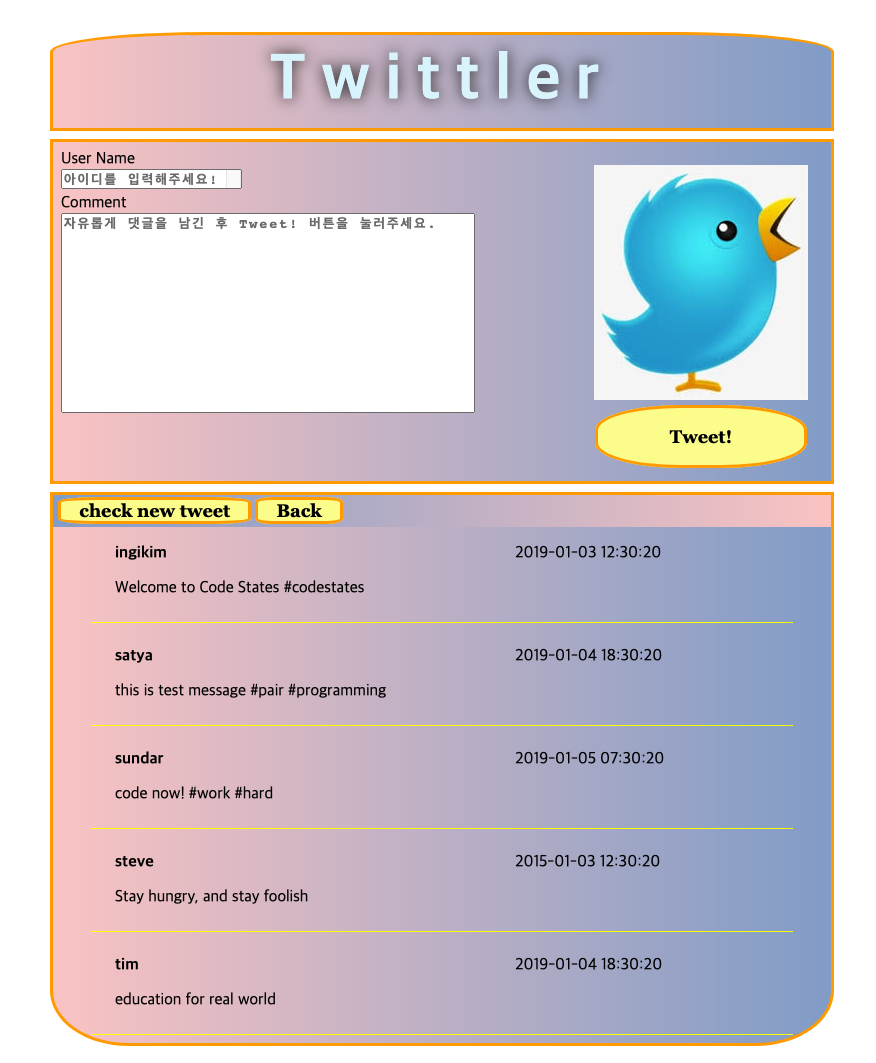 Twittler
User Name
아이디를 입력해주세요!
Comment
자유롭게 댓글을 남긴 후 Tweet! 버튼을 눌러주세요.
Tweet!
check new tweet Back
ingikim 2019-01-03 12:30:20
Welcome to Code States #codestates
satya 2019-01-04 18:30:20
this is test message #pair #programming
sundar 2019-01-05 07:30:20
code now! #work #hard
steve 2015-01-03 12:30:20
Stay hungry, and stay foolish
tim 2019-01-04 18:30:20
education for real world